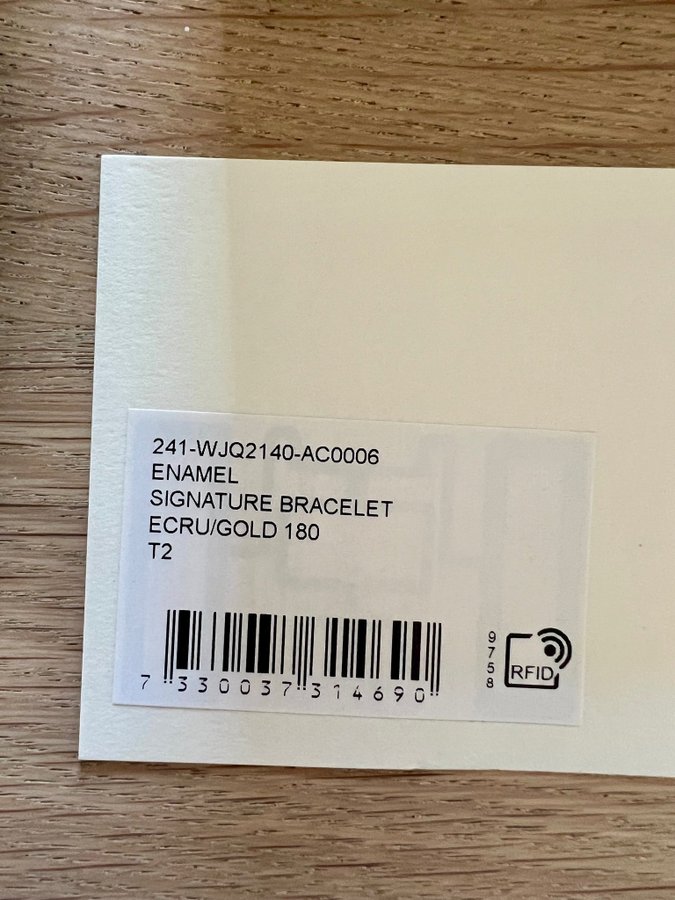 241-WJQ2140-AC0006
ENAMEL
SIGNATURE BRACELET
ECRU/GOLD 180
T2
7 330037 314690
9758
RFID